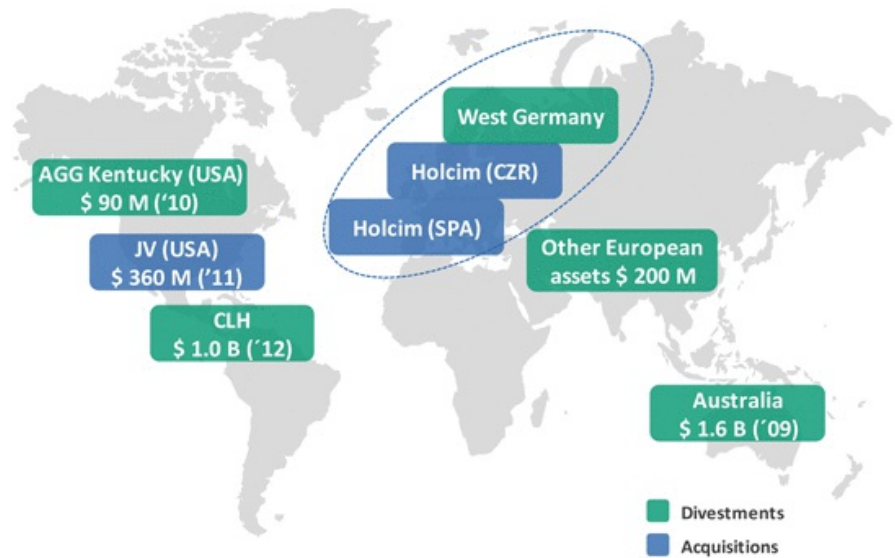 West Germany
Holcim (CZR)
Holcim (SPA)
AGG Kentucky (USA)
$ 90 M (‘10)
JV (USA)
$ 360 M (’11)
CLH
$ 1.0 B (´12)
Other European
assets $ 200 M
Australia
$ 1.6 B (´09)
Divestments
Acquisitions